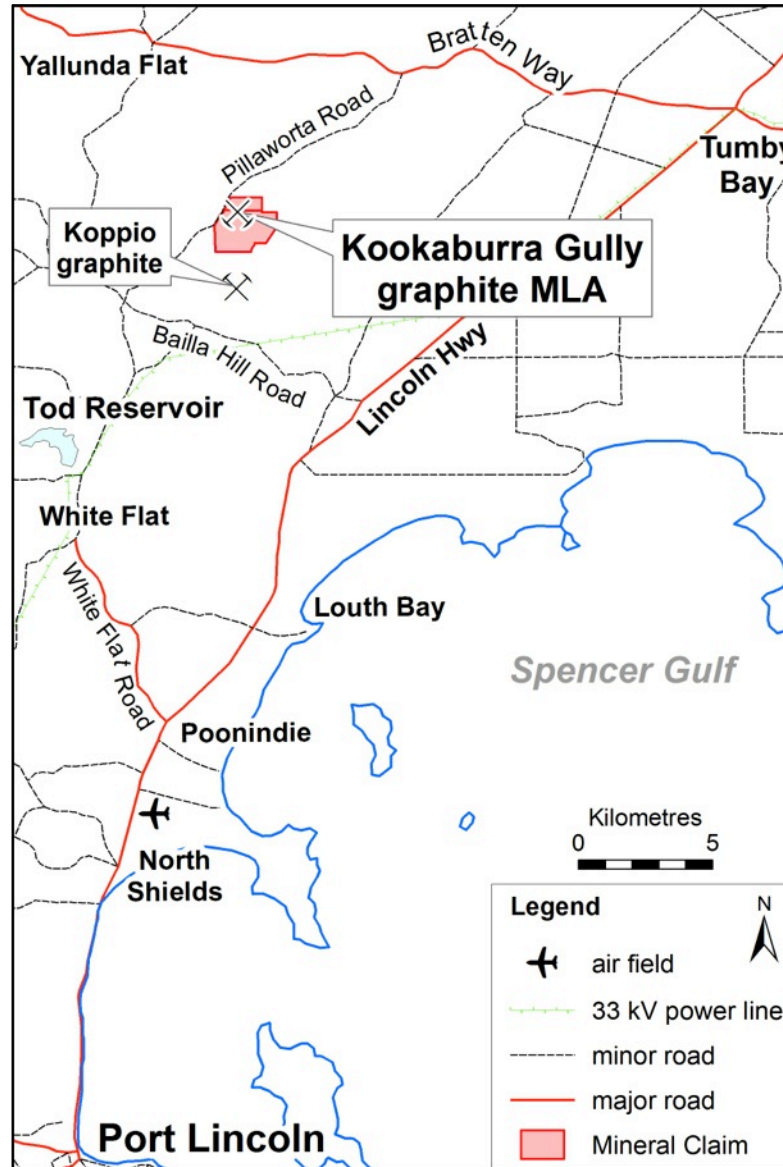 Bratten Way
Yallunda Flat
Pillaworta Road
Tumby
Bay
Koppio
graphite
Kookaburra Gully
graphite MLA
Bailla Hill Road
Lincoln Hwy
Tod Reservoir
White Flat
White Flat Road
Louth Bay
Spencer Gulf
Poonindie
Kilometres
0 5
North
Shields
Legend
N
air field
33 kV power line
minor road
major road
Mineral Claim
Port Lincoln